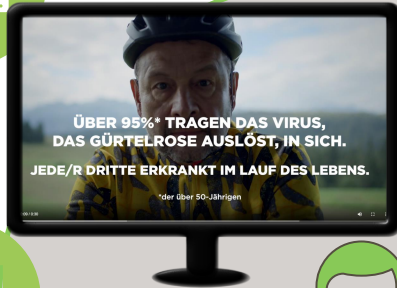 ÜBER 95%* TRAGEN DAS VIRUS,
DAS GÜRTELROSE AUSLÖST, IN SICH.
JEDE/R DRITTE ERKRANKT IM LAUF DES LEBENS.
*der über 50-Jährigen